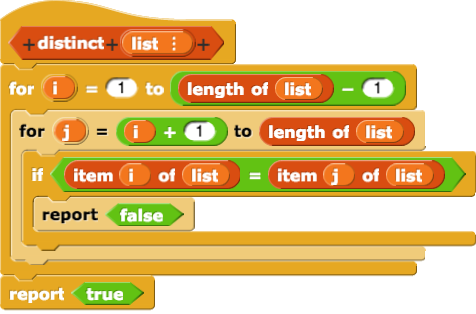 + distinct + list ⋮ +
for i = 1 to length of list − 1
for j = i + 1 to length of list
if item i of list = item j of list
report false
report true